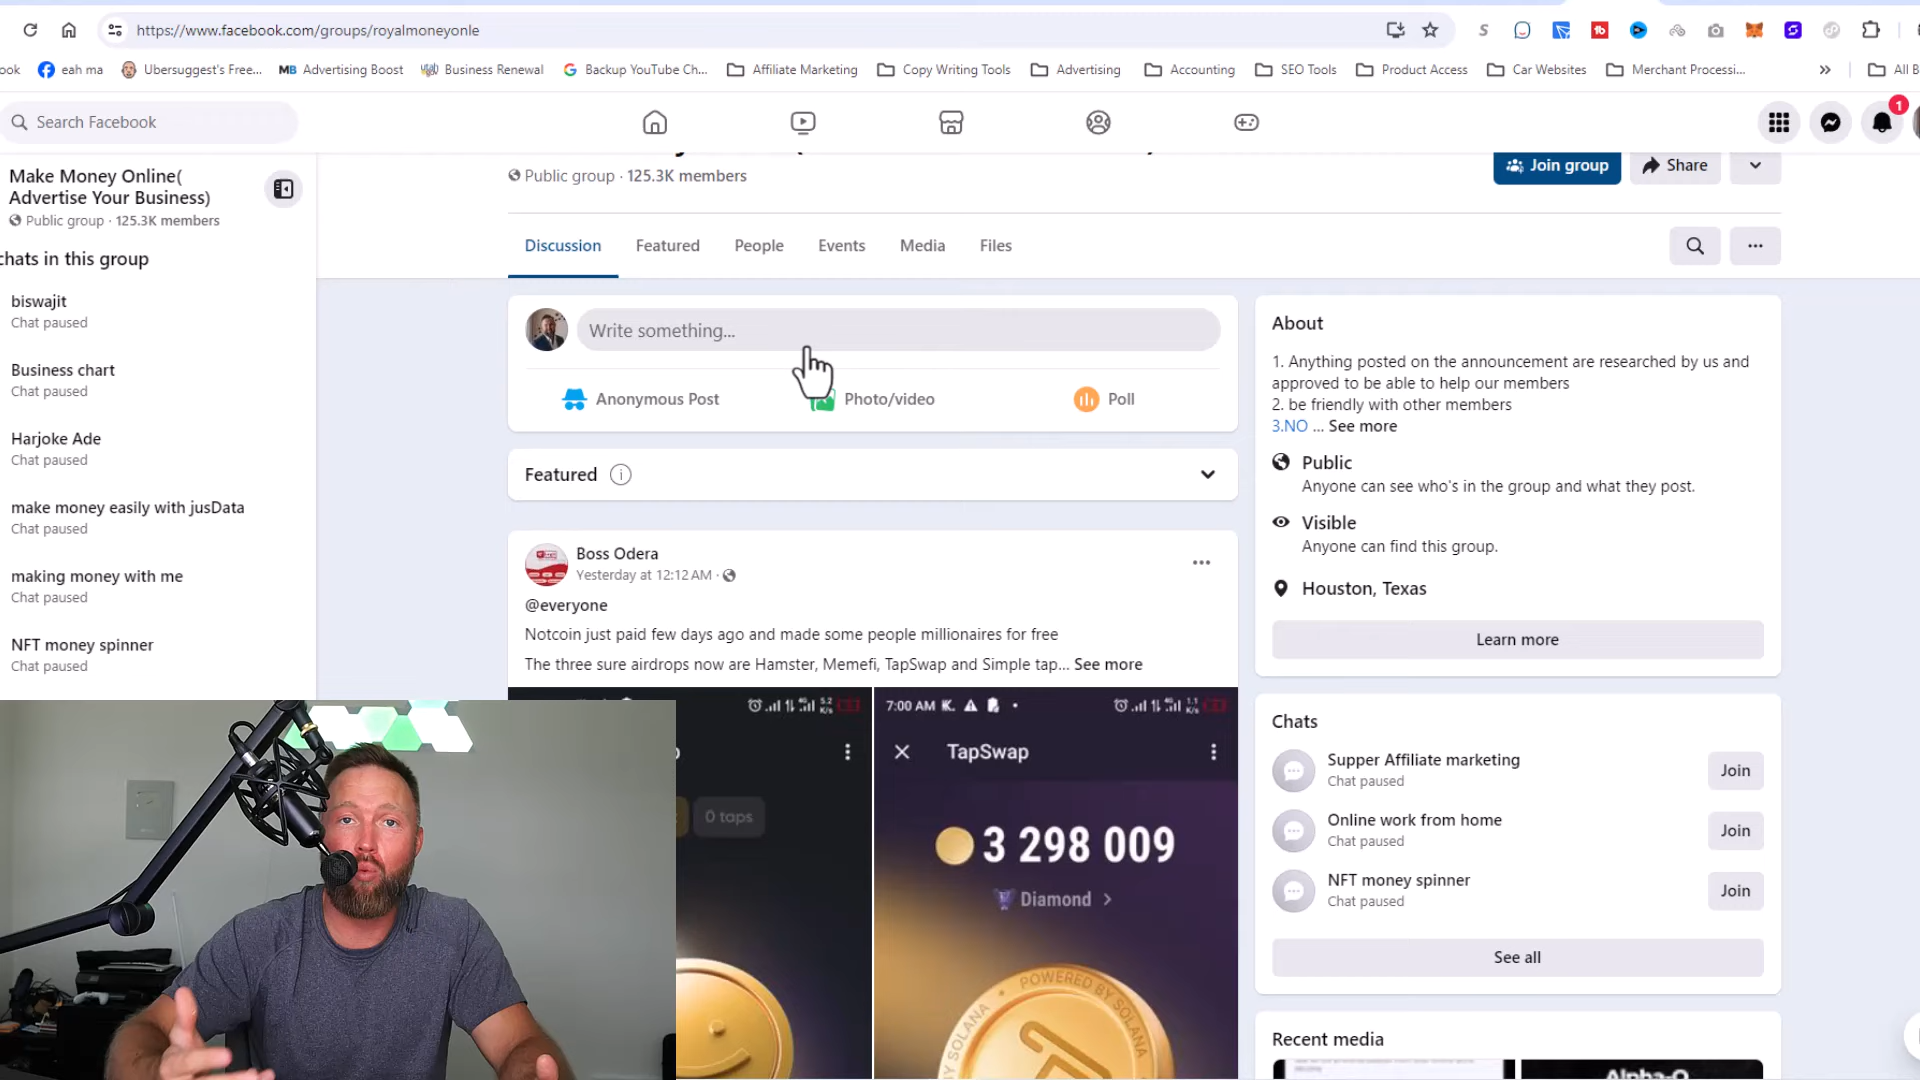 https://www.facebook.com/groups/royalmoneyonle
ook
eah ma
Ubersuggest's Free...
MB Advertising Boost
Business Renewal
Backup YouTube Ch...
Affiliate Marketing
Copy Writing Tools
Advertising
Accounting
SEO Tools
Product Access
Car Websites
Merchant Processi...
All B
Search Facebook
1
Make Money Online(
Advertise Your Business)
Public group · 125.3K members
chats in this group
biswajit
Chat paused
Business chart
Chat paused
Harjoke Ade
Chat paused
make money easily with jusData
Chat paused
making money with me
Chat paused
NFT money spinner
Chat paused
Public group · 125.3K members
Join group
Share
Discussion
Featured
People
Events
Media
Files
Write something...
Anonymous Post
Photo/video
Poll
Featured
Boss Odera
Yesterday at 12:12 AM ·
@everyone
Notcoin just paid few days ago and made some people millionaires for free
The three sure airdrops now are Hamster, Memefi, TapSwap and Simple tap... See more
0 taps
7:00 AM
TapSwap
3 298 009
Diamond
POWERED BY SOLANA
About
1. Anything posted on the announcement are researched by us and
approved to be able to help our members
2. be friendly with other members
3.NO ... See more
Public
Anyone can see who's in the group and what they post.
Visible
Anyone can find this group.
Houston, Texas
Learn more
Chats
Supper Affiliate marketing
Chat paused
Join
Online work from home
Chat paused
Join
NFT money spinner
Chat paused
Join
See all
Recent media